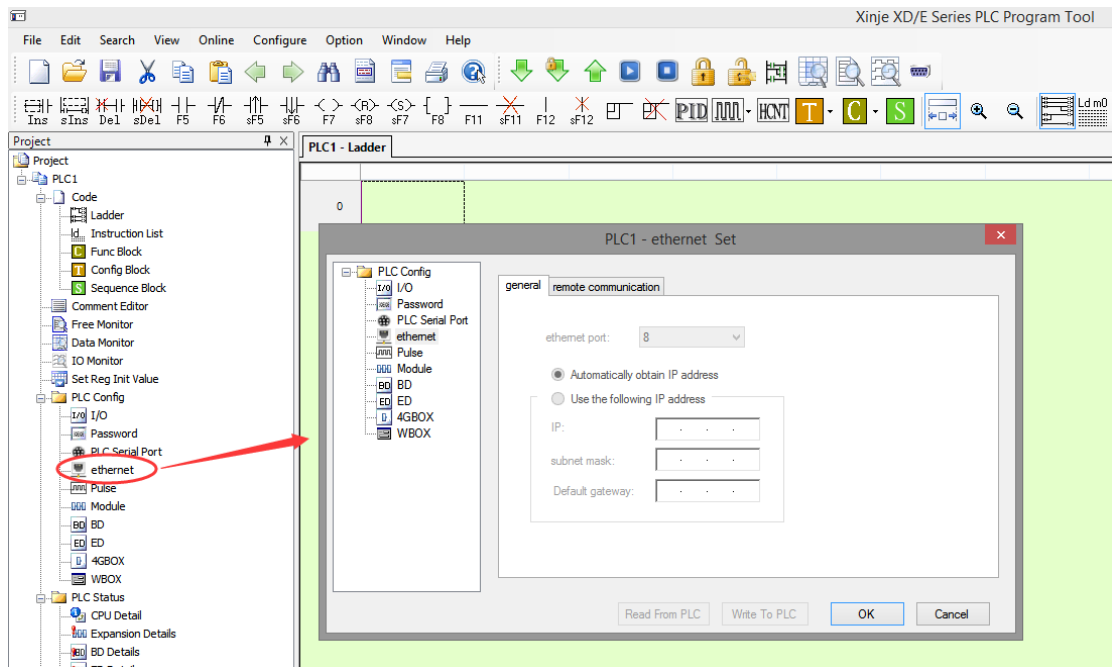 Xinje XD/E Series PLC Program Tool
File Edit Search View Online Configure Option Window Help
Ins sIns Del sDel F5 F6 sF5 sF6 F7 sF8 sF7 F8 F11 sF11 F12 sF12 PID HCNT T C S Ld m0
Project
PLC1 - Ladder
Project
PLC1
Code
Ladder
Instruction List
Func Block
Config Block
Sequence Block
Comment Editor
Free Monitor
Data Monitor
IO Monitor
Set Reg Init Value
PLC Config
I/O
Password
PLC Serial Port
ethernet
Pulse
Module
BD
ED
4GBOX
WBOX
PLC Status
CPU Detail
Expansion Details
BD Details
0
PLC1 - ethernet Set
PLC Config
I/O
Password
PLC Serial Port
ethernet
Pulse
Module
BD
ED
4GBOX
WBOX
general remote communication
ethernet port: 8
Automatically obtain IP address
Use the following IP address
IP:
subnet mask:
Default gateway:
Read From PLC Write To PLC OK Cancel